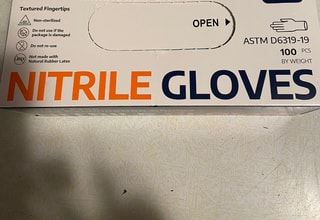 Textured Fingertips
Non-sterilized
Do not use if the
package is damaged
Do not re-use
Not made with
Natural Rubber Latex
OPEN
ASTM D6319-19
100 PCS
BY WEIGHT
NITRILE GLOVES